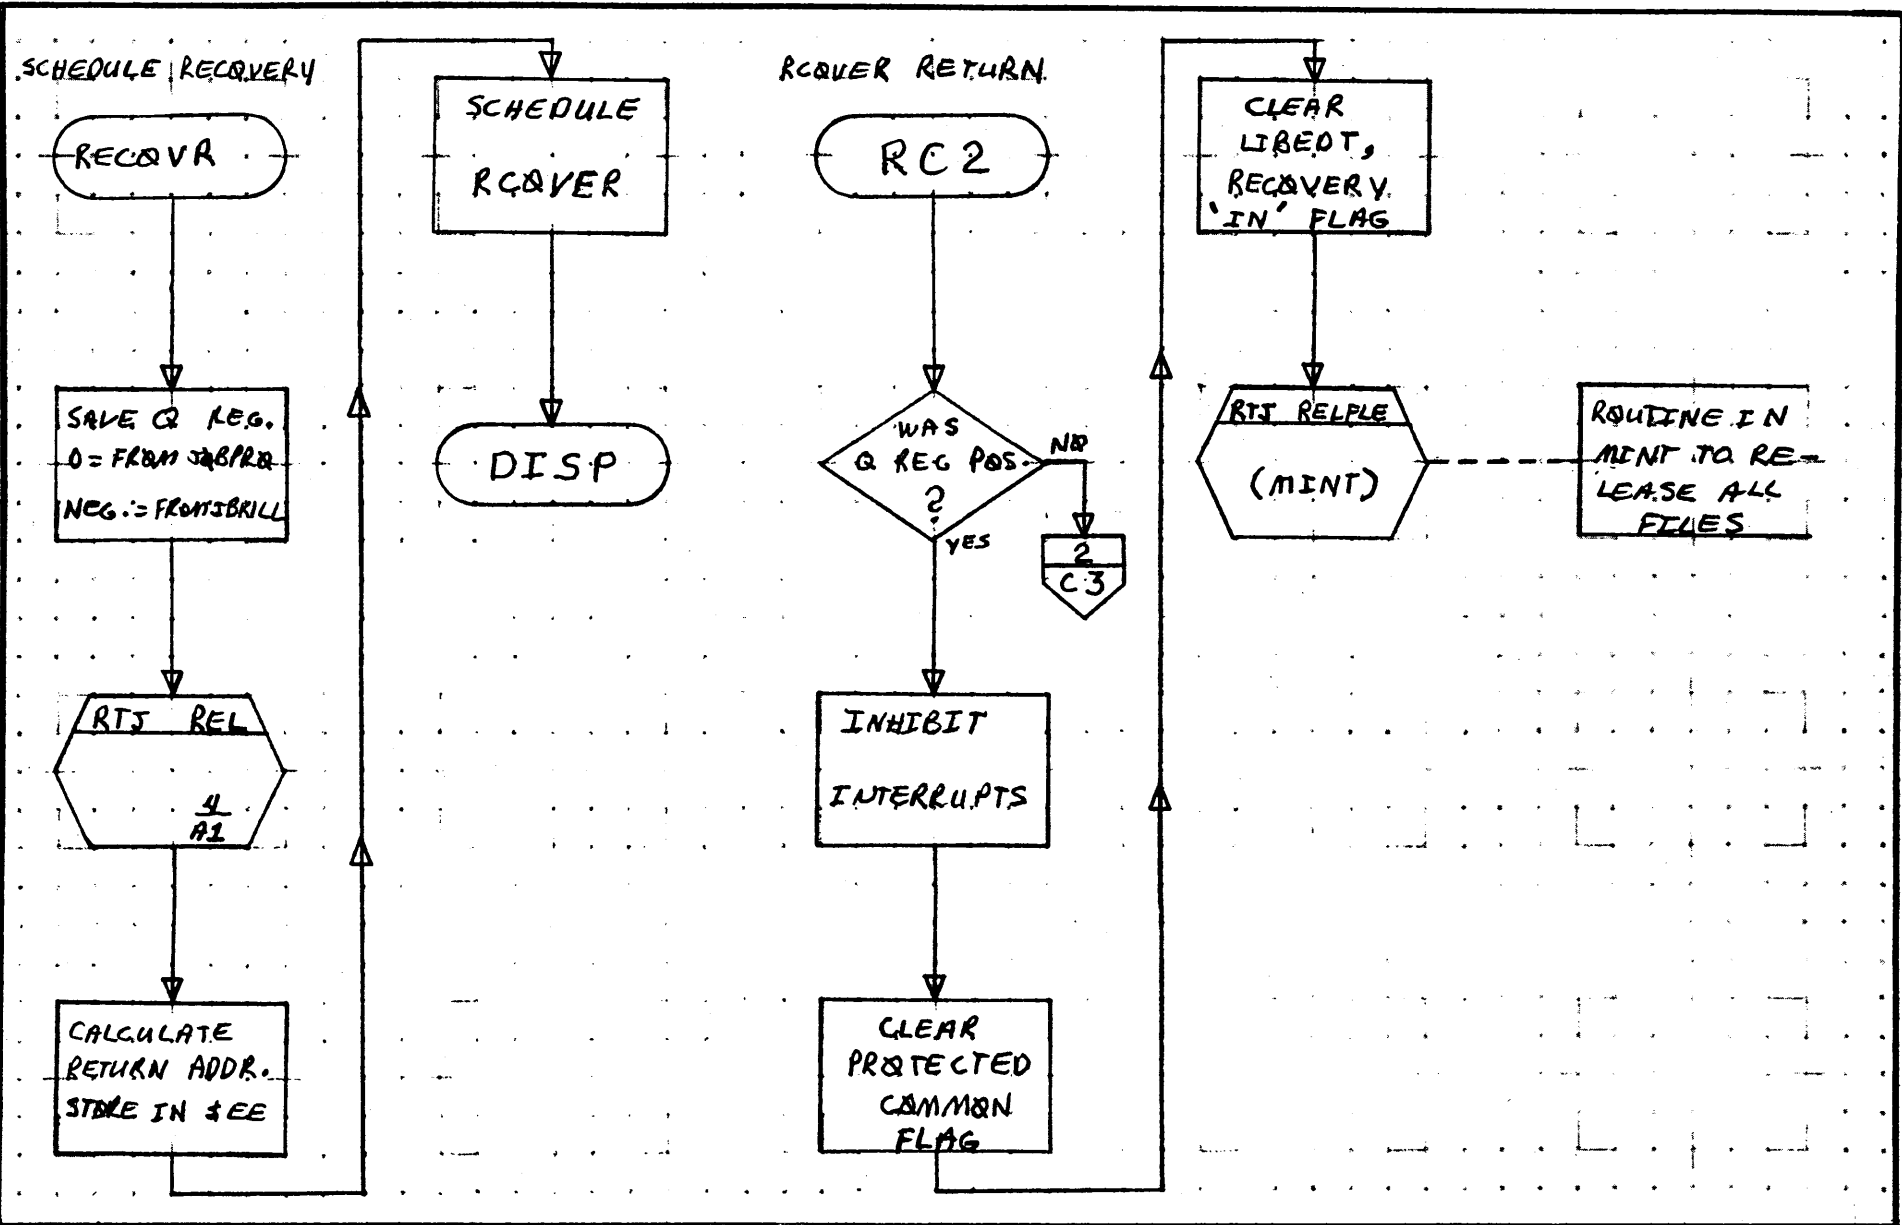 SCHEDULE RECOVERY
RECOVR
SAVE Q REG.
0 = FROM JOBPRO
NEG. = FROM IBRILL
RTJ REL
4
A1
CALCULATE
RETURN ADDR.
STORE IN $EE
SCHEDULE
RCOVER
DISP
RCOVER RETURN
RC2
WAS
Q REG POS.
?
NO
YES
2
C3
INHIBIT
INTERRUPTS
CLEAR
PROTECTED
COMMON
FLAG
CLEAR
LIBEDT,
RECOVERY
'IN' FLAG
RTJ RELFLE
(MINT)
ROUTINE IN
MINT TO RE-
LEASE ALL
FILES